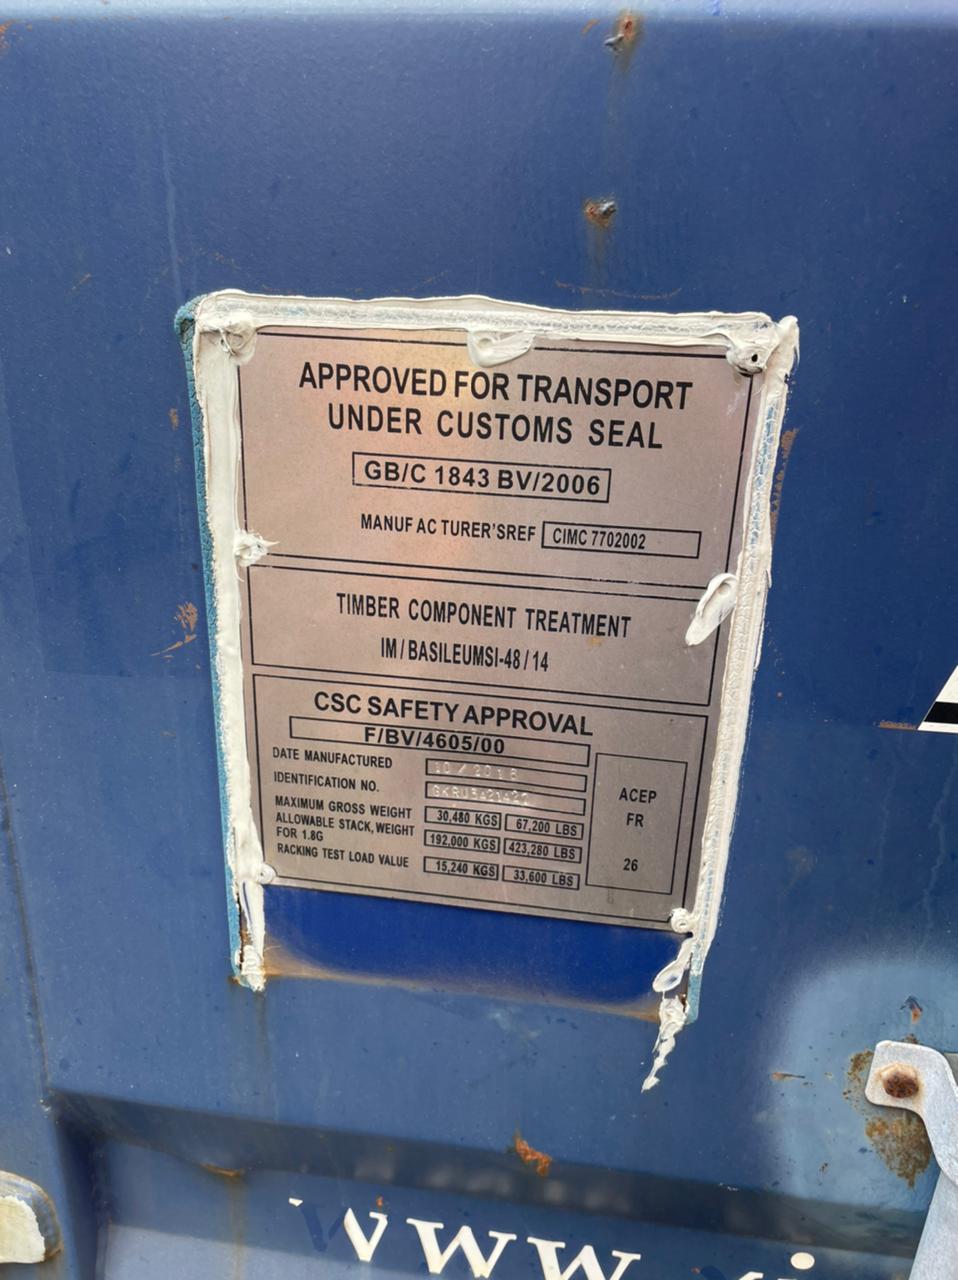 APPROVED FOR TRANSPORT
UNDER CUSTOMS SEAL
GB/C 1843 BV/2006
MANUFACTURER'SREF CIMC 7702002
TIMBER COMPONENT TREATMENT
IM/BASILEUMSI-48/14
CSC SAFETY APPROVAL
F/BV/4605/00
DATE MANUFACTURED
IDENTIFICATION NO.
MAXIMUM GROSS WEIGHT 30,480 KGS 67,200 LBS
ALLOWABLE STACK, WEIGHT
FOR 1.8G 192,000 KGS 423,280 LBS
RACKING TEST LOAD VALUE 15,240 KGS 33,600 LBS
ACEP
FR
26
www.